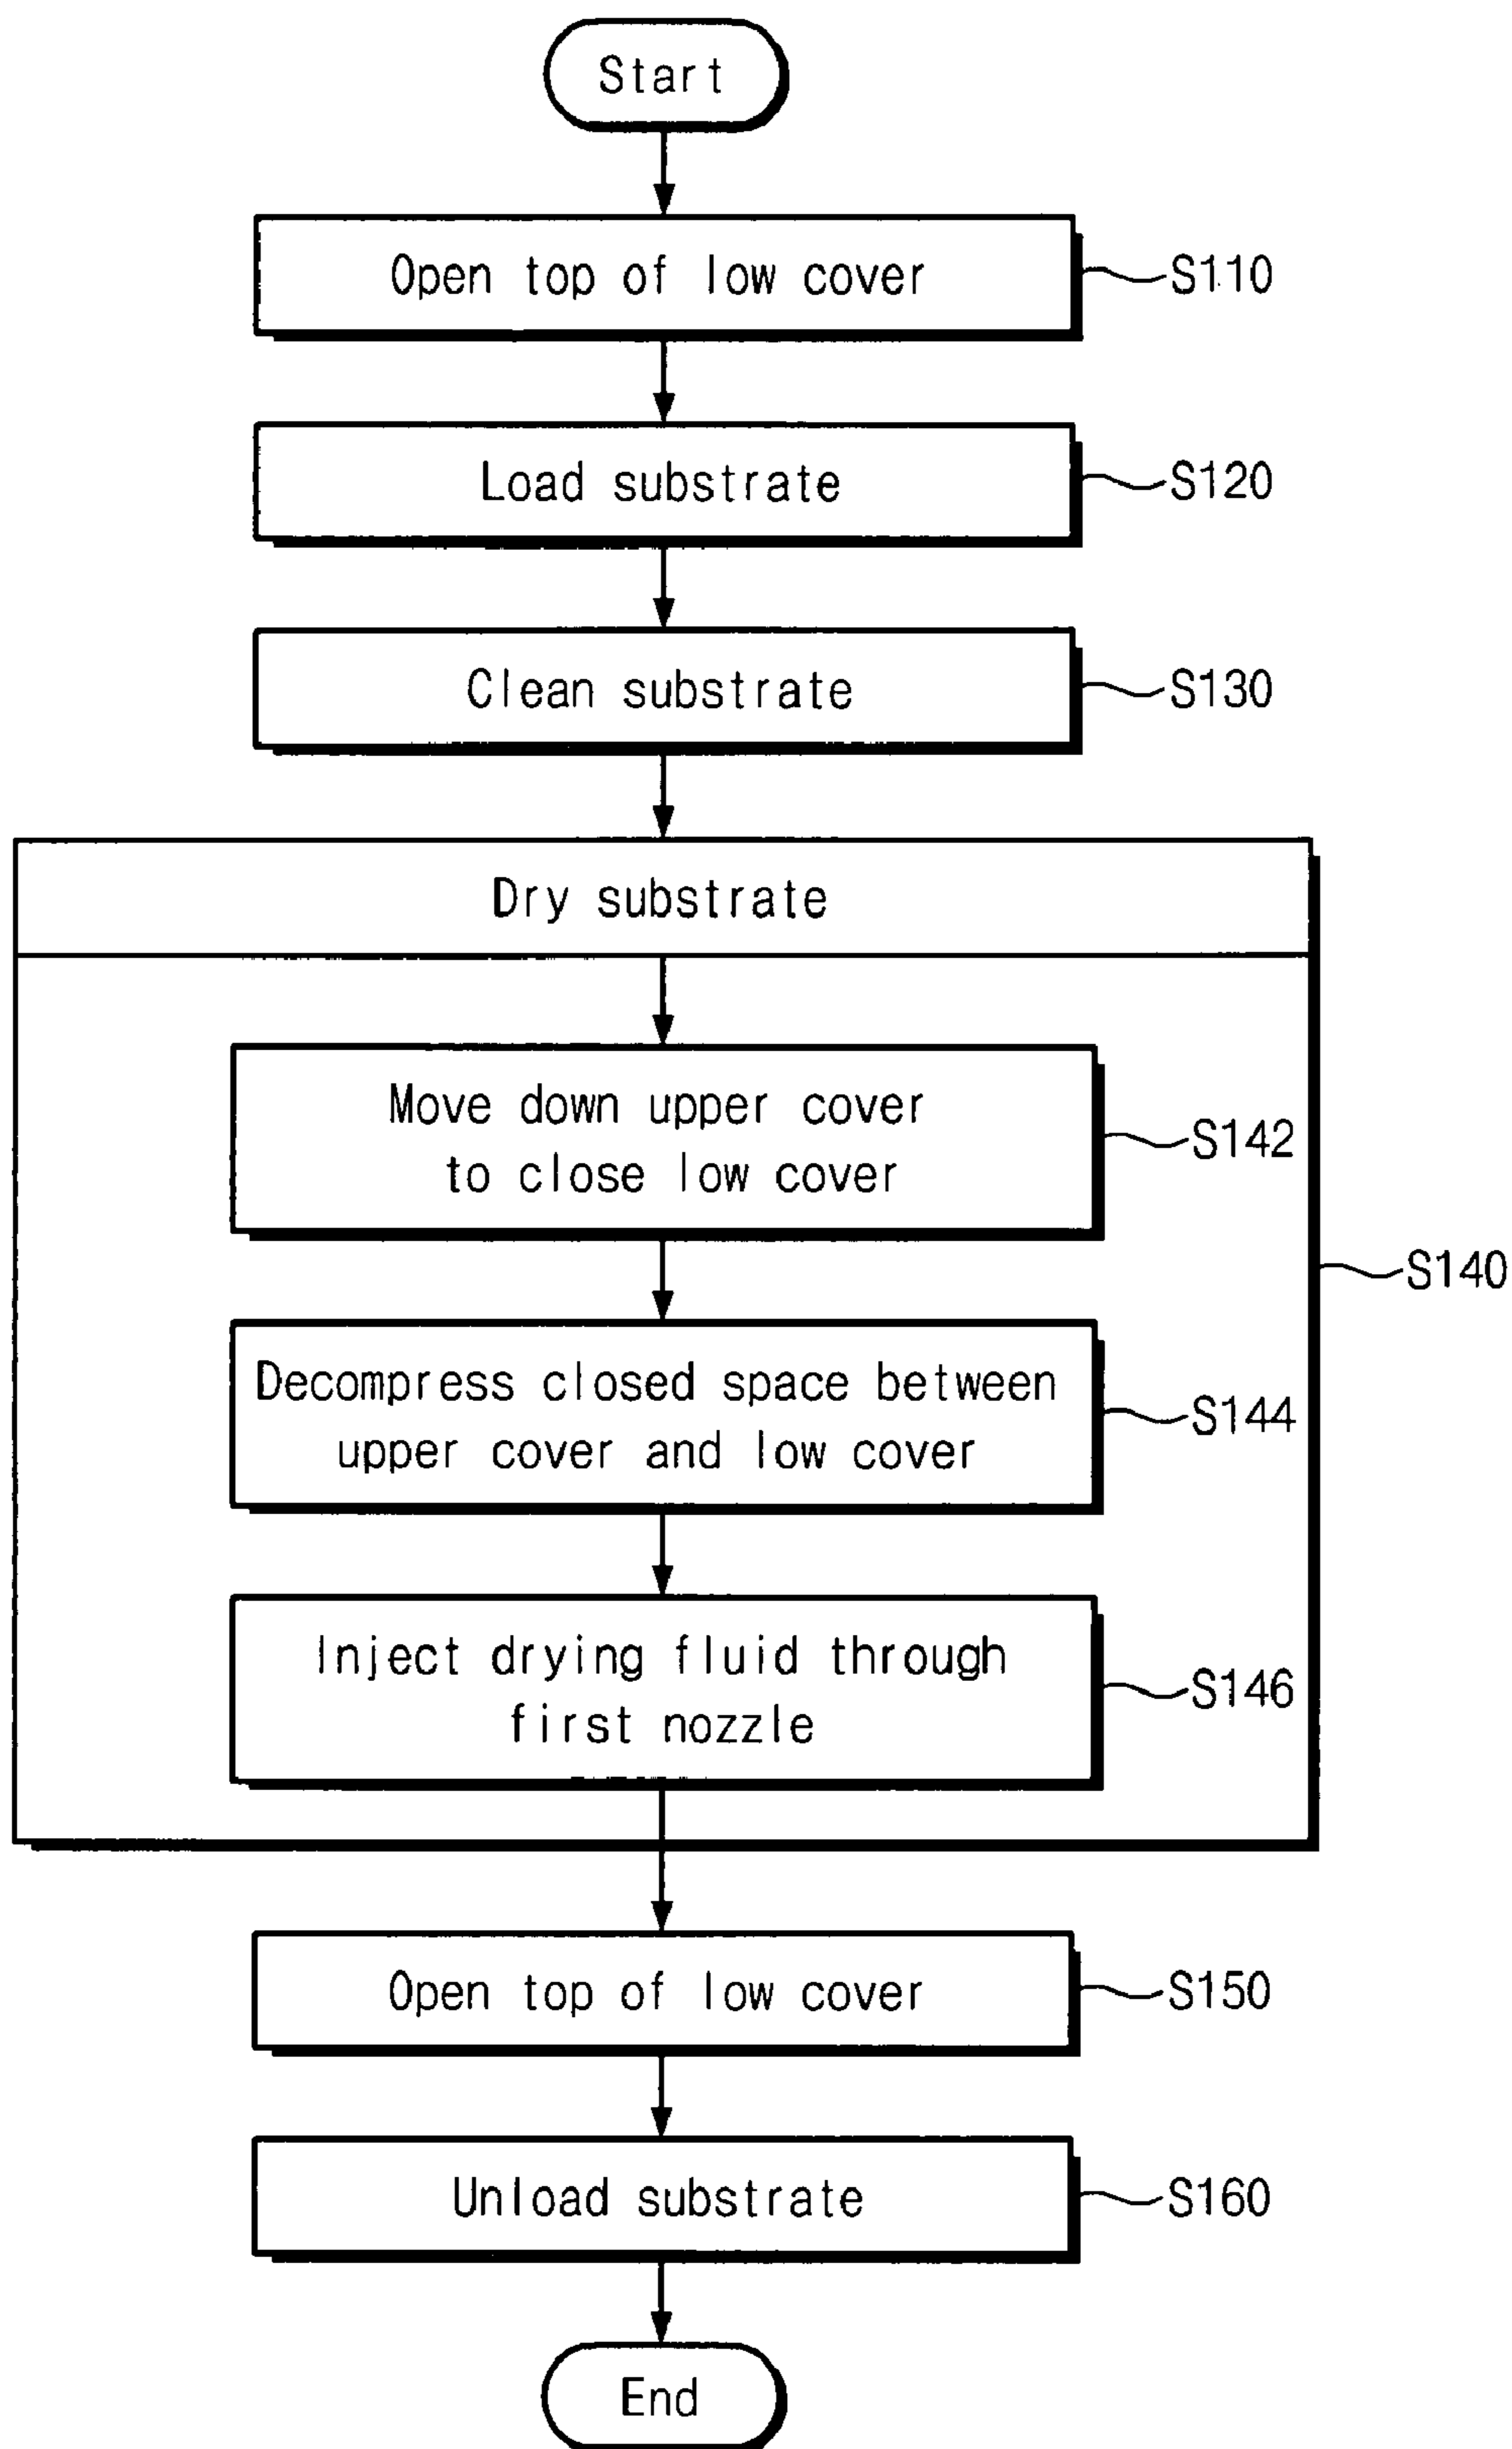 Start
Open top of low cover
S110
Load substrate
S120
Clean substrate
S130
Dry substrate
Move down upper cover
to close low cover
S142
S140
Decompress closed space between
upper cover and low cover
S144
Inject drying fluid through
first nozzle
S146
Open top of low cover
S150
Unload substrate
S160
End